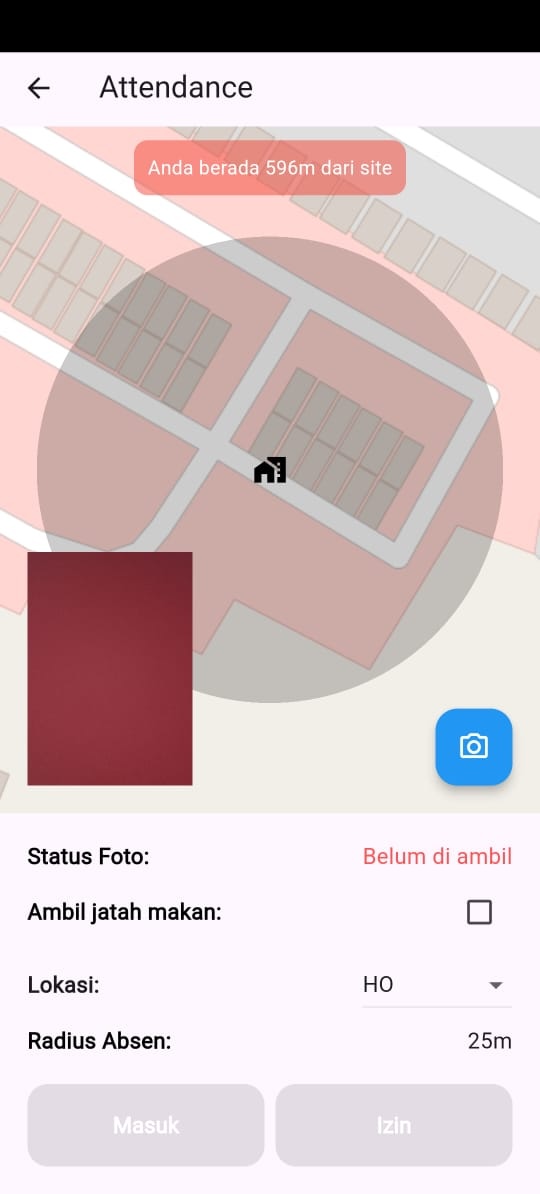 Attendance
Anda berada 596m dari site
Status Foto:
Belum di ambil
Ambil jatah makan:
Lokasi:
HO
Radius Absen:
25m
Masuk
Izin